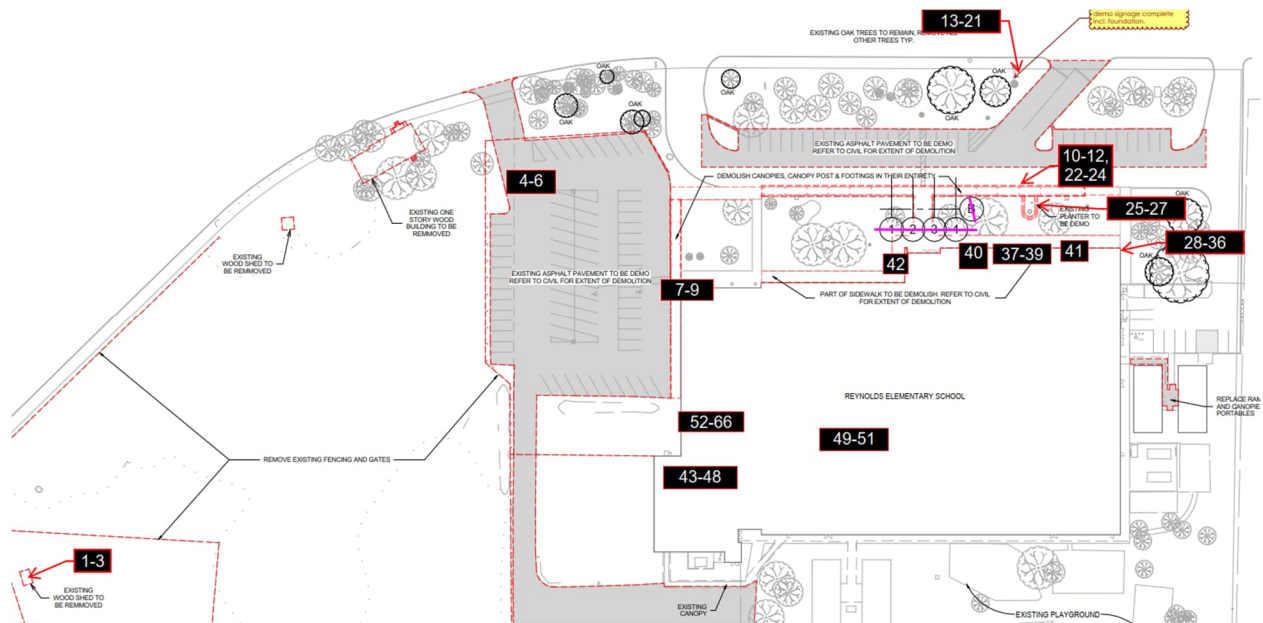 demo signage complete
incl. foundation.
13-21
EXISTING OAK TREES TO REMAIN, REMOVE ALL
OTHER TREES TYP.
OAK
OAK
OAK
OAK
OAK
OAK
EXISTING ASPHALT PAVEMENT TO BE DEMO
REFER TO CIVIL FOR EXTENT OF DEMOLITION
10-12,
22-24
4-6
DEMOLISH CANOPIES, CANOPY POST & FOOTINGS IN THEIR ENTIRETY
OAK
B
EXISTING
PLANTER TO
BE DEMO
25-27
EXISTING ONE
STORY WOOD
BUILDING TO BE
REMMOVED
1 2 3 4
28-36
EXISTING
WOOD SHED TO
BE REMMOVED
42
40
37-39
41
OAK
EXISTING ASPHALT PAVEMENT TO BE DEMO
REFER TO CIVIL FOR EXTENT OF DEMOLITION
7-9
PART OF SIDEWALK TO BE DEMOLISH. REFER TO CIVIL
FOR EXTENT OF DEMOLITION
REYNOLDS ELEMENTARY SCHOOL
REPLACE
AND CANOPIE
PORTABLES
52-66
49-51
REMOVE EXISTING FENCING AND GATES
43-48
1-3
EXISTING
WOOD SHED TO
BE REMMOVED
EXISTING
CANOPY
EXISTING PLAYGROUND